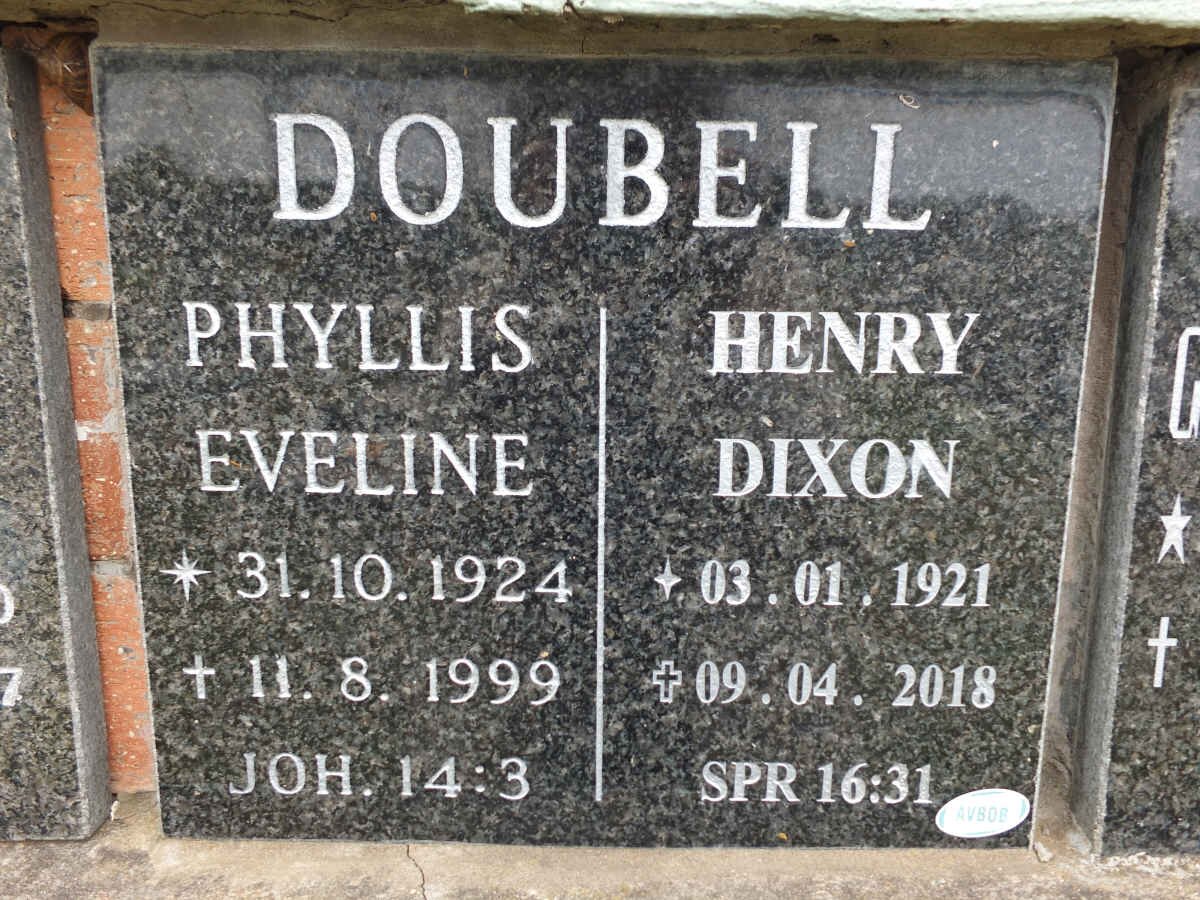 DOUBELL
PHYLLIS
EVELINE
31.10.1924
11.8.1999
JOH. 14:3
HENRY
DIXON
03.01.1921
09.04.2018
SPR 16:31
AVBOB